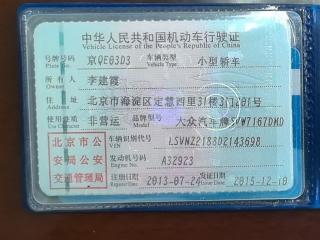 中华人民共和国机动车行驶证
Vehicle License of the People's Republic of China
号牌号码 京QE03D3 车辆类型 小型轿车
Plate No. Vehicle Type
所有人 李建霞
Owner
住址 北京市海淀区定慧四里31楼3门201号
Address
使用性质 非营运 品牌型号 大众汽车牌SVW7167DMD
Use Character Model
北京市公 车辆识别代号 LSVNZ2188D2143698
安局公安 VIN
交通管理局 发动机号码 A32923
Engine No.
注册日期 2013-07-24 发证日期 2015-12-18
Register Date Issue Date